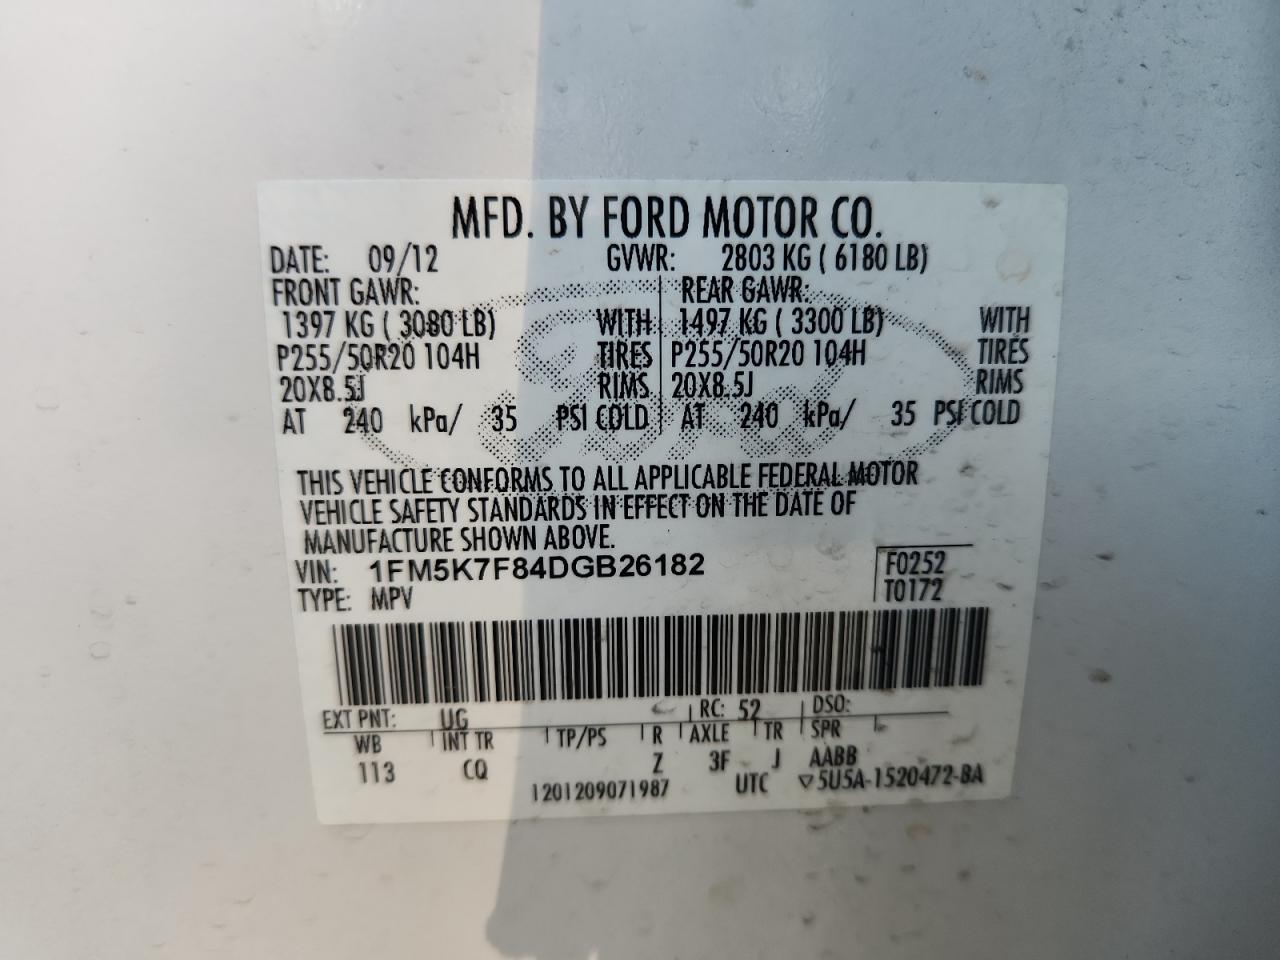 MFD. BY FORD MOTOR CO.
DATE: 09/12 GVWR: 2803 KG ( 6180 LB)
FRONT GAWR: REAR GAWR:
1397 KG ( 3080 LB) WITH 1497 KG ( 3300 LB) WITH
P255/50R20 104H TIRES P255/50R20 104H TIRES
20X8.5J RIMS 20X8.5J RIMS
AT 240 kPa/ 35 PSI COLD AT 240 kPa/ 35 PSI COLD
THIS VEHICLE CONFORMS TO ALL APPLICABLE FEDERAL MOTOR
VEHICLE SAFETY STANDARDS IN EFFECT ON THE DATE OF
MANUFACTURE SHOWN ABOVE.
VIN: 1FM5K7F84DGB26182 F0252
TYPE: MPV T0172
EXT PNT: UG RC: 52 DSO:
WB INT TR TP/PS R AXLE TR SPR
113 CQ Z 3F J AABB
1201209071987 UTC ▽5U5A-1520472-BA
Ford